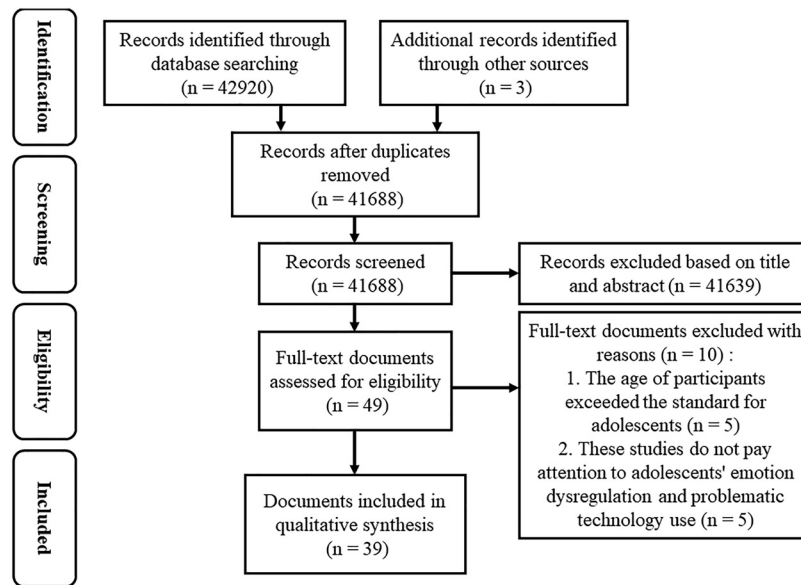 Identification
Records identified through
database searching
(n = 42920)
Additional records identified
through other sources
(n = 3)
Records after duplicates
removed
(n = 41688)
Screening
Records screened
(n = 41688)
Records excluded based on title
and abstract (n = 41639)
Eligibility
Full-text documents
assessed for eligibility
(n = 49)
Full-text documents excluded with
reasons (n = 10) :
1. The age of participants
exceeded the standard for
adolescents (n = 5)
2. These studies do not pay
attention to adolescents' emotion
dysregulation and problematic
technology use (n = 5)
Included
Documents included in
qualitative synthesis
(n = 39)